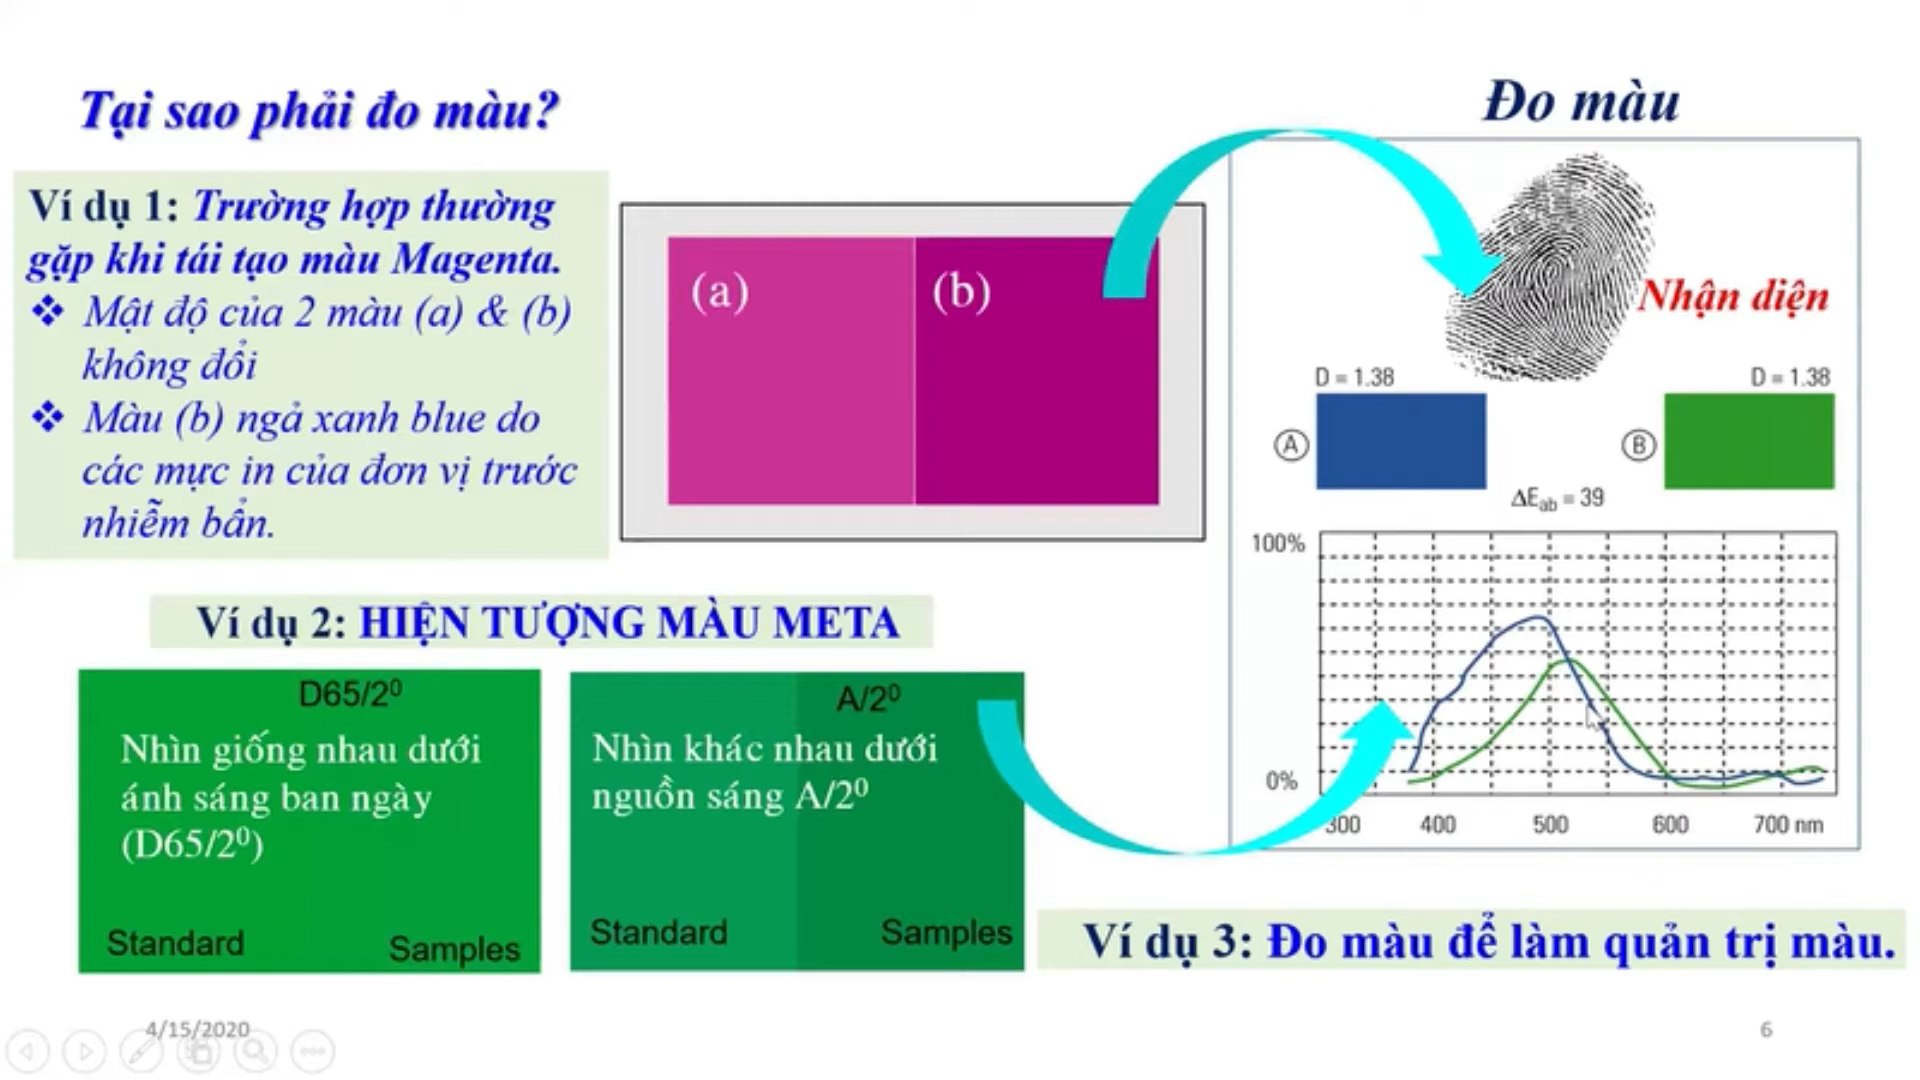 Tại sao phải đo màu?
Đo màu
Ví dụ 1: Trường hợp thường
gặp khi tái tạo màu Magenta.
❖ Mật độ của 2 màu (a) & (b)
không đổi
❖ Màu (b) ngả xanh blue do
các mực in của đơn vị trước
nhiễm bẩn.
(a)
(b)
Nhận diện
D = 1.38
D = 1.38
A
B
ΔEab = 39
100%
0%
300 400 500 600 700 nm
Ví dụ 2: HIỆN TƯỢNG MÀU META
D65/2⁰
Nhìn giống nhau dưới
ánh sáng ban ngày
(D65/2⁰)
Standard
Samples
A/2⁰
Nhìn khác nhau dưới
nguồn sáng A/2⁰
Standard
Samples
Ví dụ 3: Đo màu để làm quản trị màu.
4/15/2020
6